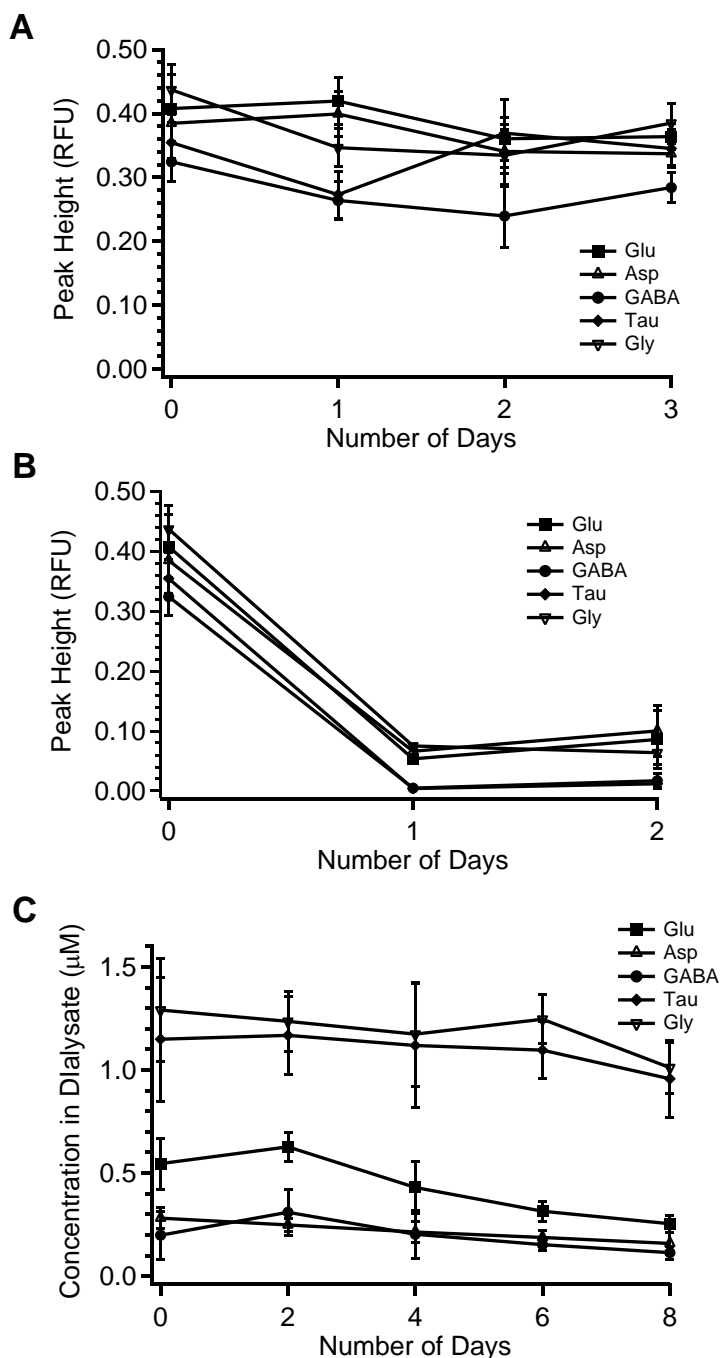 A
0.50
0.40
0.30
0.20
0.10
0.00
Peak Height (RFU)
Glu
Asp
GABA
Tau
Gly
0 1 2 3
Number of Days
B
0.50
0.40
0.30
0.20
0.10
0.00
Peak Height (RFU)
Glu
Asp
GABA
Tau
Gly
0 1 2
Number of Days
C
Glu
Asp
GABA
Tau
Gly
1.5
1.0
0.5
0.0
Concentration in DIalysate (μM)
0 2 4 6 8
Number of Days